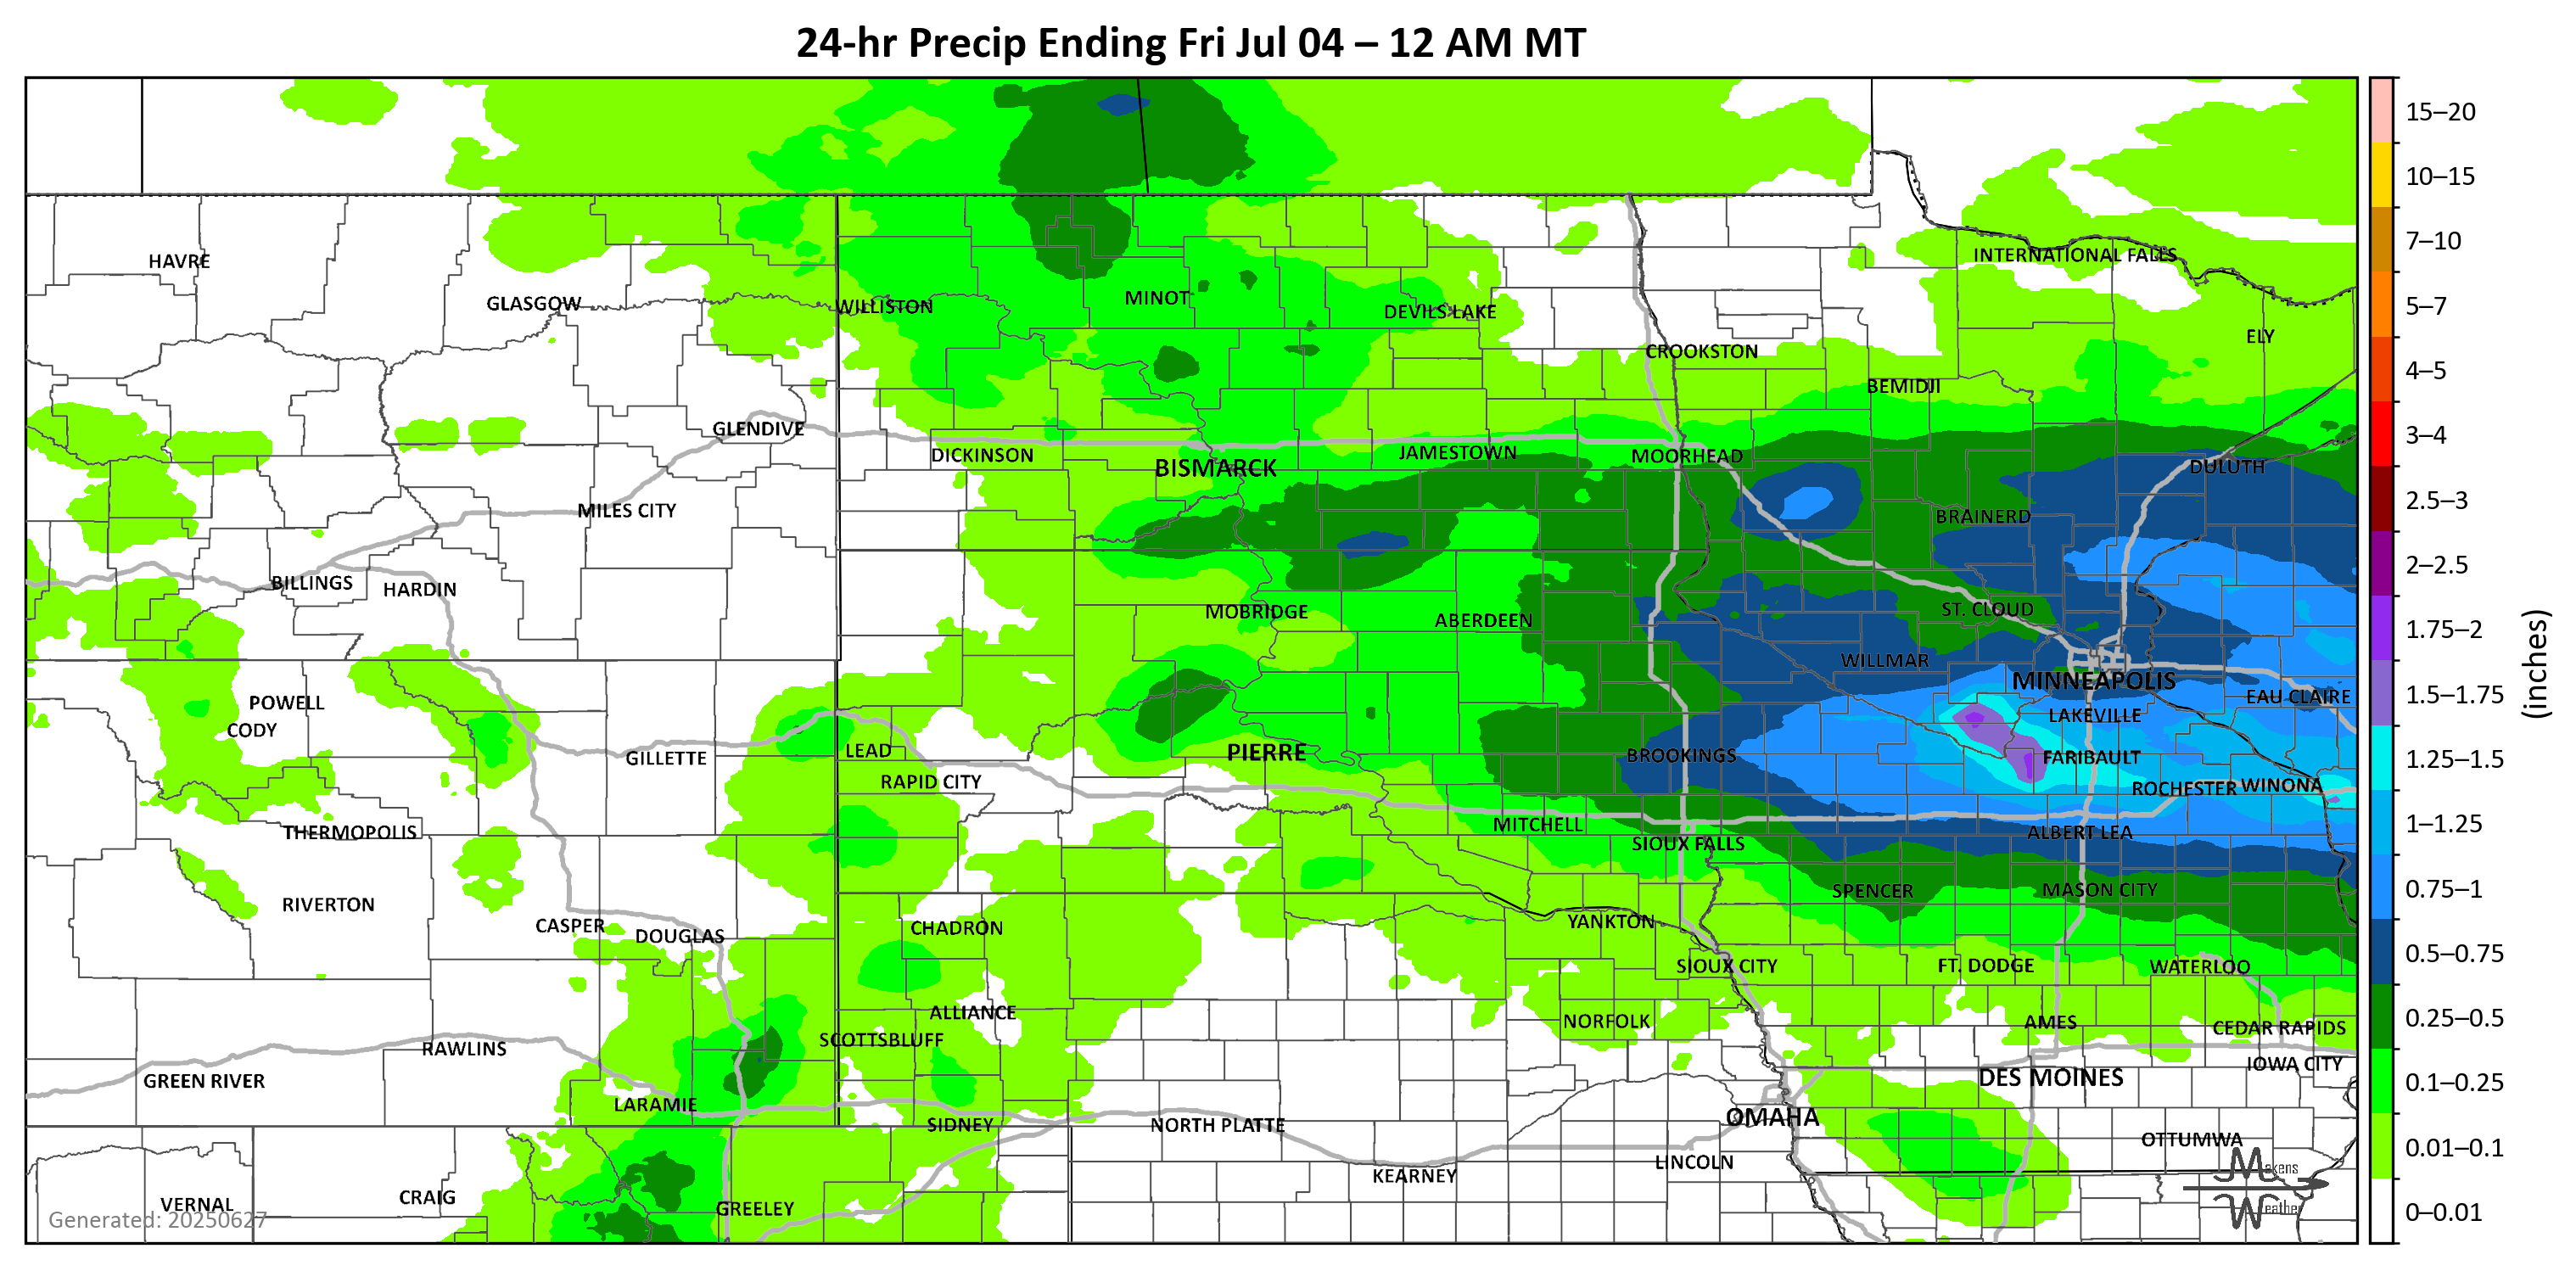 24-hr Precip Ending Fri Jul 04 – 12 AM MT
15–20
10–15
7–10
5–7
4–5
3–4
2.5–3
2–2.5
1.75–2
1.5–1.75
1.25–1.5
1–1.25
0.75–1
0.5–0.75
0.25–0.5
0.1–0.25
0.01–0.1
0–0.01
(inches)
HAVRE
INTERNATIONAL FALLS
GLASGOW
WILLISTON
MINOT
DEVILS LAKE
ELY
CROOKSTON
BEMIDJI
GLENDIVE
DICKINSON
BISMARCK
JAMESTOWN
MOORHEAD
DULUTH
MILES CITY
BRAINERD
BILLINGS
HARDIN
MOBRIDGE
ABERDEEN
ST. CLOUD
WILLMAR
MINNEAPOLIS
POWELL
EAU CLAIRE
CODY
LAKEVILLE
GILLETTE
LEAD
PIERRE
BROOKINGS
FARIBAULT
RAPID CITY
ROCHESTER
WINONA
THERMOPOLIS
MITCHELL
ALBERT LEA
SIOUX FALLS
RIVERTON
SPENCER
MASON CITY
CASPER
DOUGLAS
CHADRON
YANKTON
SIOUX CITY
FT. DODGE
WATERLOO
ALLIANCE
NORFOLK
AMES
CEDAR RAPIDS
SCOTTSBLUFF
RAWLINS
IOWA CITY
GREEN RIVER
DES MOINES
LARAMIE
SIDNEY
NORTH PLATTE
OMAHA
OTTUMWA
LINCOLN
KEARNEY
VERNAL
CRAIG
GREELEY
Makens
Weather
Generated: 20250627